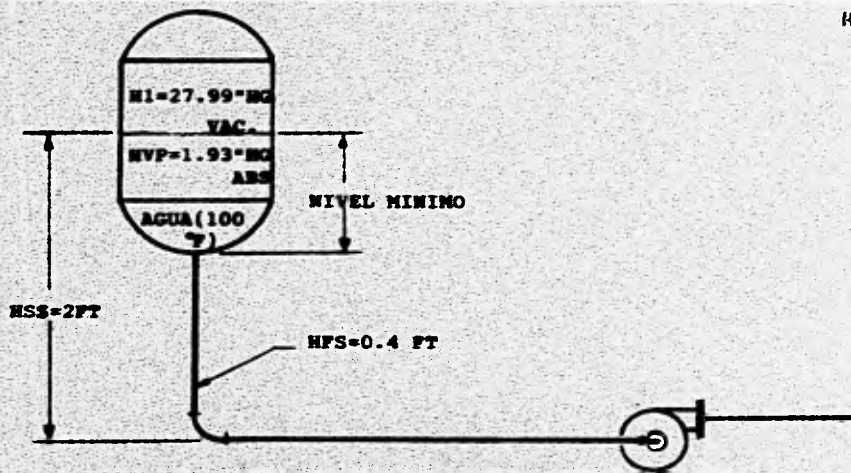 H1=27.99"HG
VAC.
HVP=1.93"HG
ABS
AGUA(100
°F)
NIVEL MINIMO
HSS=2FT
HFS=0.4 FT
H